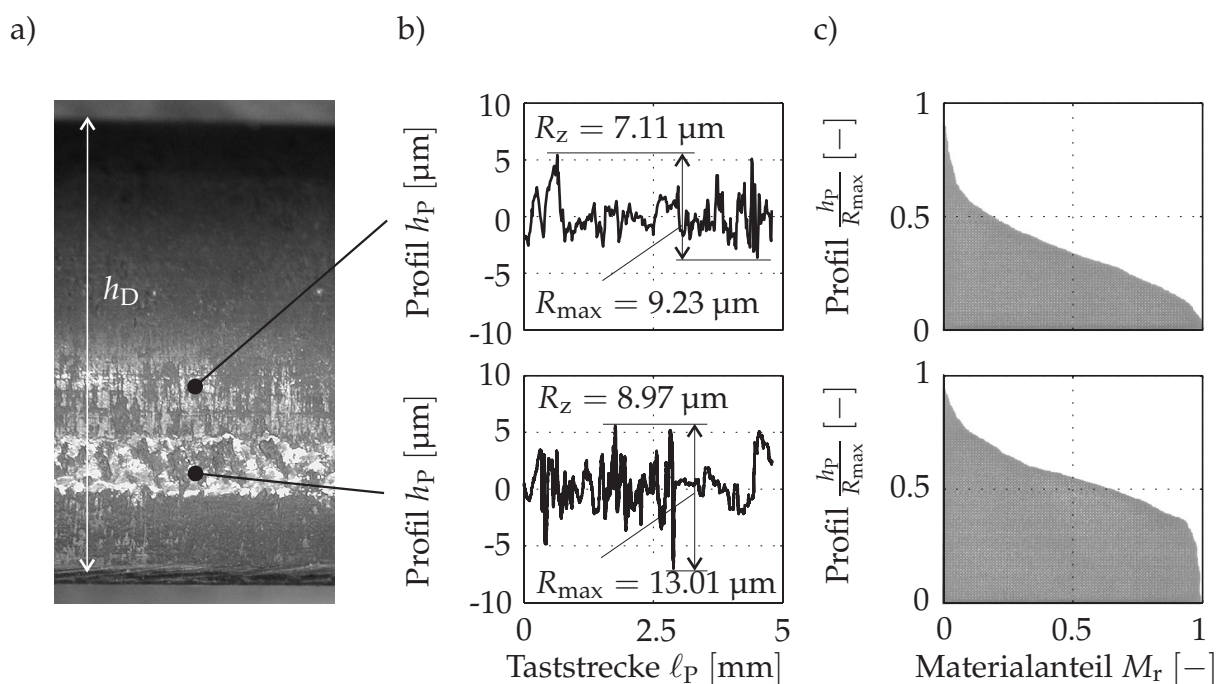 a)
b)
c)
h_D
Profil h_P [µm]
10
5
0
-5
-10
R_z = 7.11 µm
R_max = 9.23 µm
Profil h_P/R_max [−]
1
0.5
0
Profil h_P [µm]
10
5
0
-5
-10
R_z = 8.97 µm
R_max = 13.01 µm
0 2.5 5
Taststrecke ℓ_P [mm]
Profil h_P/R_max [−]
1
0.5
0
0 0.5 1
Materialanteil M_r [−]